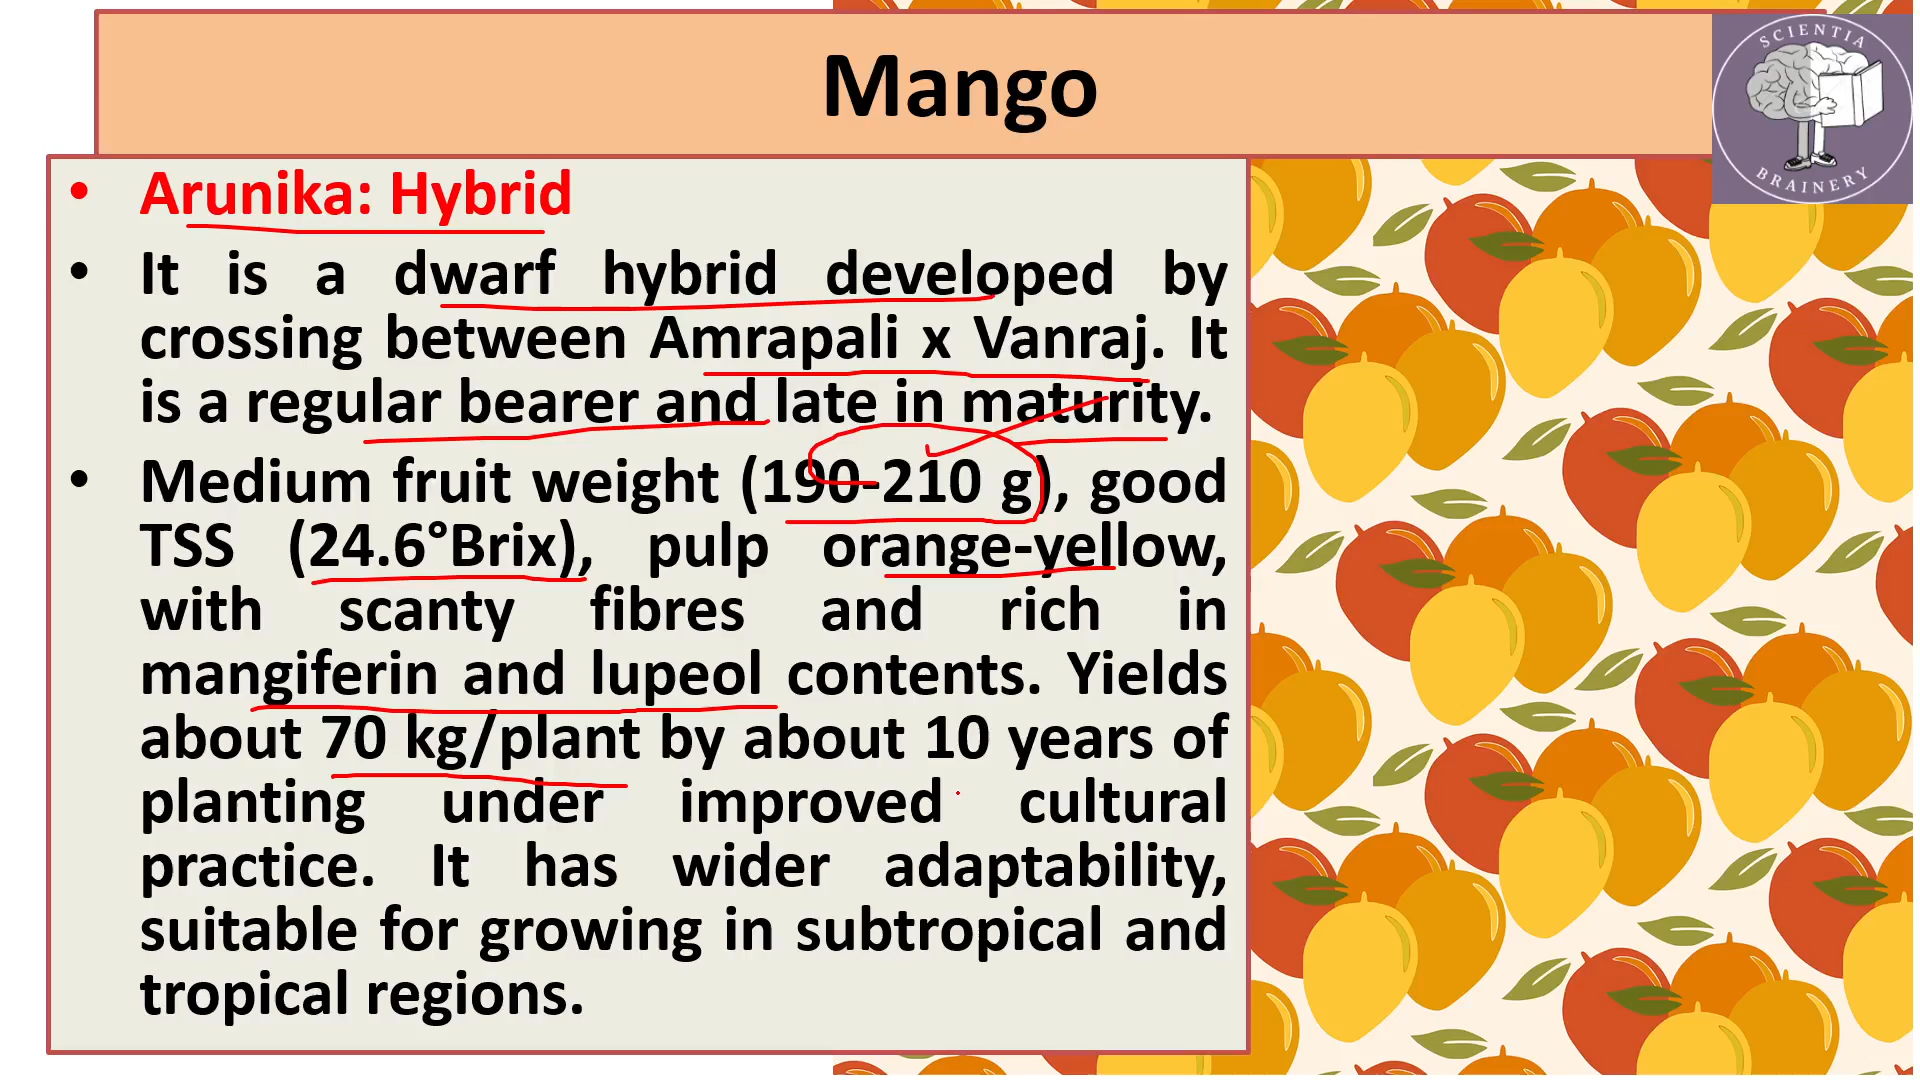 Mango
SCIENTIA
BRAINERY
• Arunika: Hybrid
• It is a dwarf hybrid developed by
crossing between Amrapali x Vanraj. It
is a regular bearer and late in maturity.
• Medium fruit weight (190-210 g), good
TSS (24.6°Brix), pulp orange-yellow,
with scanty fibres and rich in
mangiferin and lupeol contents. Yields
about 70 kg/plant by about 10 years of
planting under improved cultural
practice. It has wider adaptability,
suitable for growing in subtropical and
tropical regions.